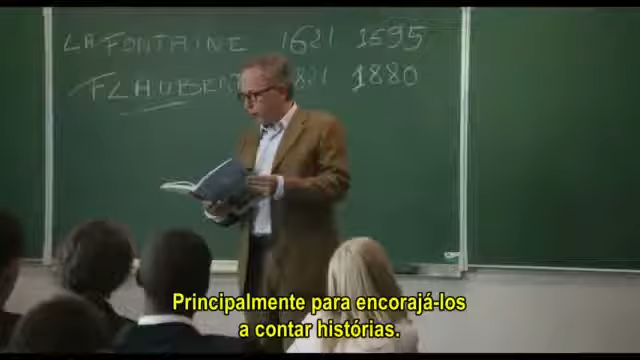 LA FONTAINE 1621 1695
FLAUBERT 1821 1880
Principalmente para encorajá-los
a contar histórias.